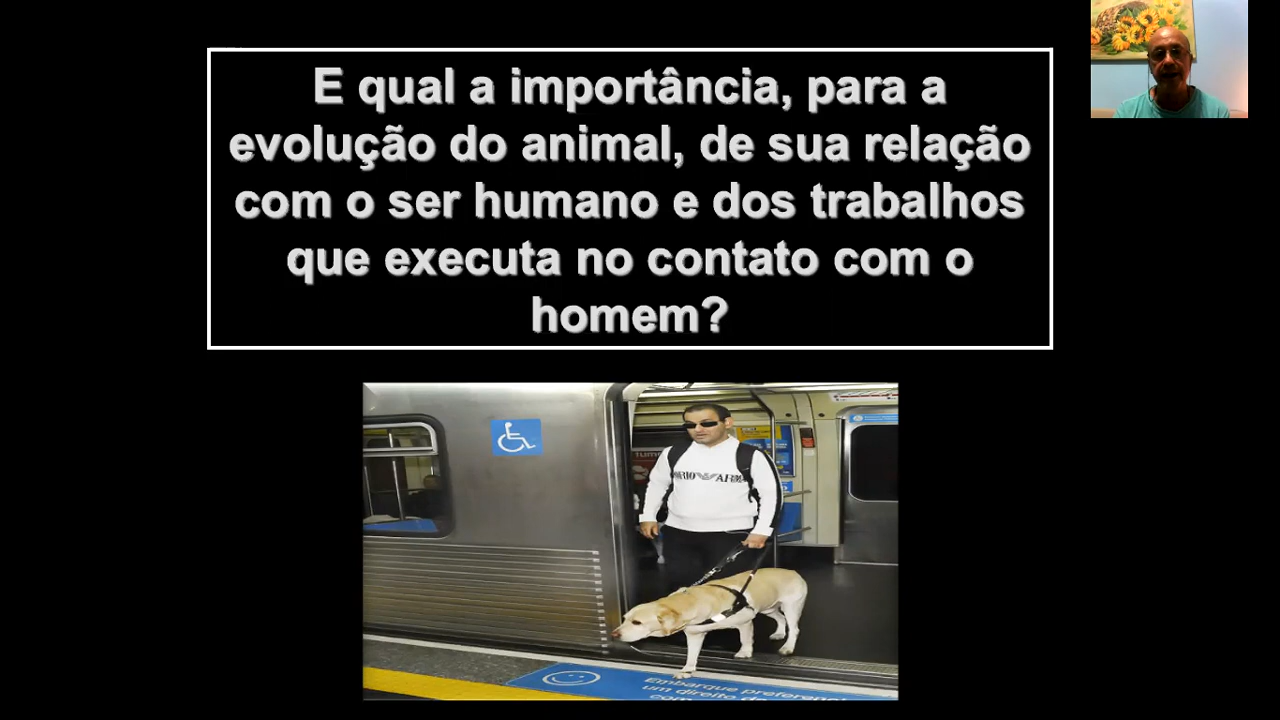 E qual a importância, para a
evolução do animal, de sua relação
com o ser humano e dos trabalhos
que executa no contato com o
homem?
Embarque preferencial
um direito de